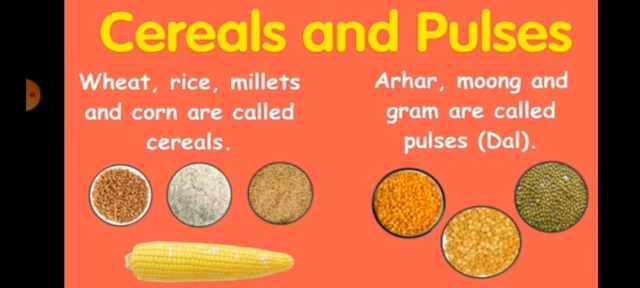 Cereals and Pulses
Wheat, rice, millets
and corn are called
cereals.
Arhar, moong and
gram are called
pulses (Dal).